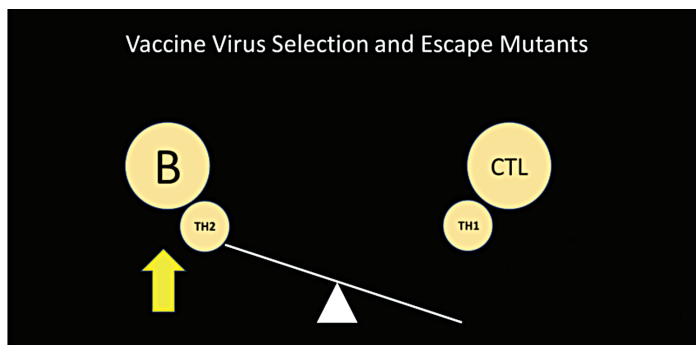 Vaccine Virus Selection and Escape Mutants
B
CTL
TH2
TH1